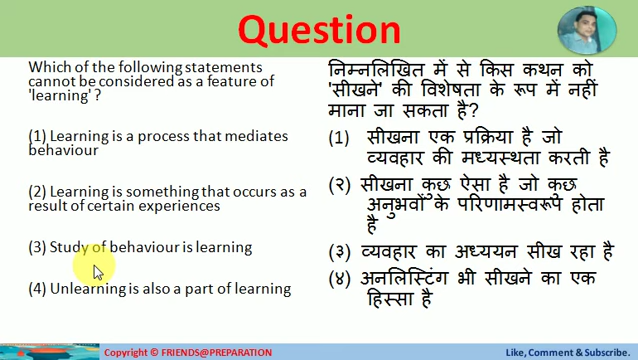 Question
Which of the following statements
cannot be considered as a feature of
'learning' ?
(1) Learning is a process that mediates
behaviour
(2) Learning is something that occurs as a
result of certain experiences
(3) Study of behaviour is learning
(4) Unlearning is also a part of learning
निम्नलिखित में से किस कथन को
'सीखने' की विशेषता के रूप में नहीं
माना जा सकता है?
(1) सीखना एक प्रक्रिया है जो
व्यवहार की मध्यस्थता करती है
(२) सीखना कुछ ऐसा है जो कुछ
अनुभवों के परिणामस्वरूप होता
है
(३) व्यवहार का अध्ययन सीख रहा है
(४) अनलिस्टिंग भी सीखने का एक
हिस्सा है
Copyright © FRIENDS@PREPARATION
Like, Comment & Subscribe.